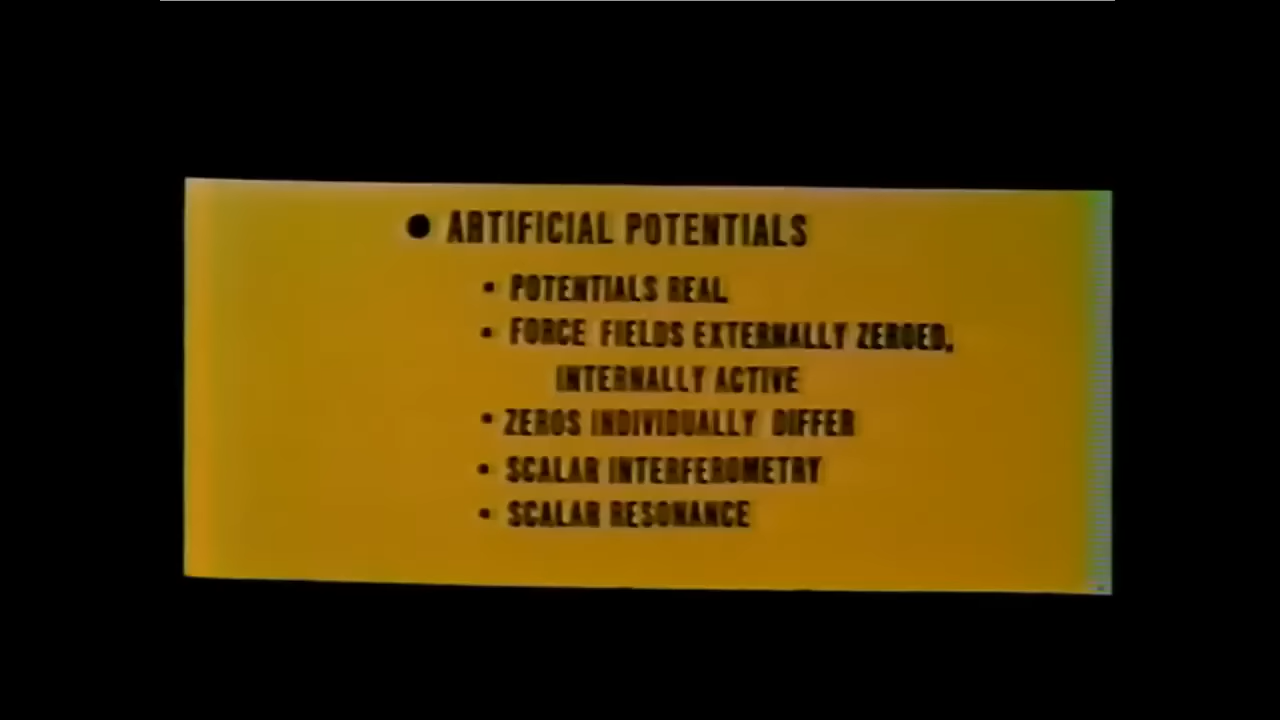 ● ARTIFICIAL POTENTIALS
• POTENTIALS REAL
• FORCE FIELDS EXTERNALLY ZEROED,
INTERNALLY ACTIVE
• ZEROS INDIVIDUALLY DIFFER
• SCALAR INTERFEROMETRY
• SCALAR RESONANCE